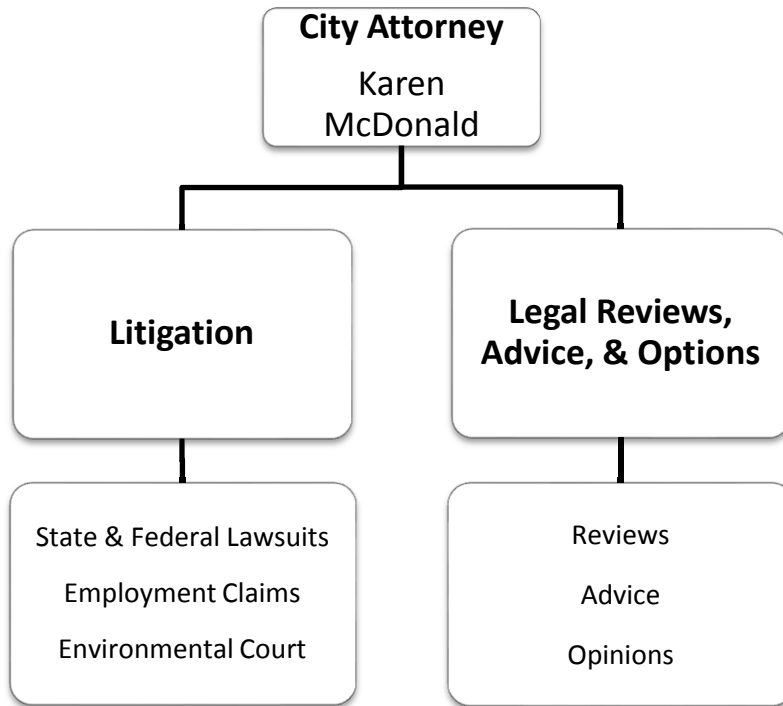 City Attorney
Karen
McDonald
Litigation
Legal Reviews,
Advice, & Options
State & Federal Lawsuits
Employment Claims
Environmental Court
Reviews
Advice
Opinions